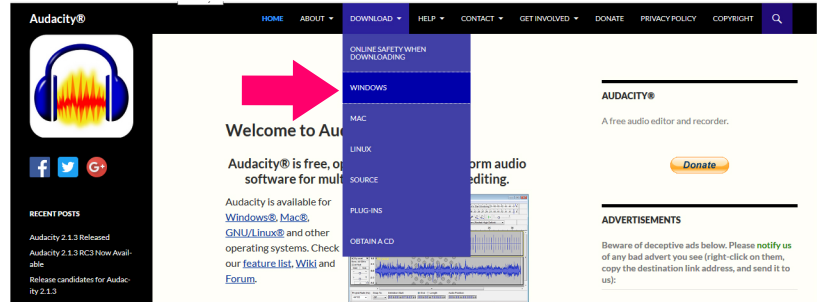 Audacity®
HOME
ABOUT
DOWNLOAD
HELP
CONTACT
GET INVOLVED
DONATE
PRIVACY POLICY
COPYRIGHT
ONLINE SAFETY WHEN
DOWNLOADING
WINDOWS
MAC
LINUX
SOURCE
PLUG-INS
OBTAIN A CD
RECENT POSTS
Audacity 2.1.3 Released
Audacity 2.1.3 RC3 Now Avail-
able
Release candidates for Audac-
ity 2.1.3
Welcome to Au
Audacity® is free, op orm audio
software for mult editing.
Audacity is available for
Windows®, Mac®,
GNU/Linux® and other
operating systems. Check
our feature list, Wiki and
Forum.
AUDACITY®
A free audio editor and recorder.
Donate
ADVERTISEMENTS
Beware of deceptive ads below. Please notify us
of any bad advert you see (right-click on them,
copy the destination link address, and send it to
us):